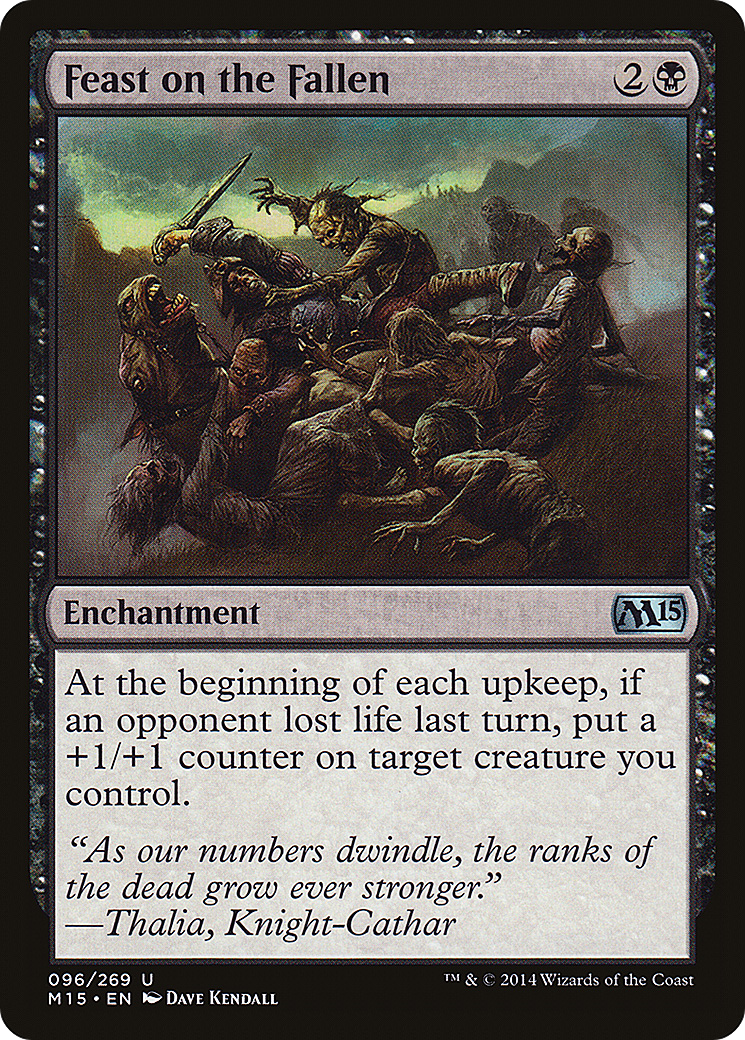 Feast on the Fallen 2
Enchantment M15
At the beginning of each upkeep, if
an opponent lost life last turn, put a
+1/+1 counter on target creature you
control.
“As our numbers dwindle, the ranks of
the dead grow ever stronger.”
—Thalia, Knight-Cathar
096/269 U ™ & © 2014 Wizards of the Coast
M15 • EN DAVE KENDALL